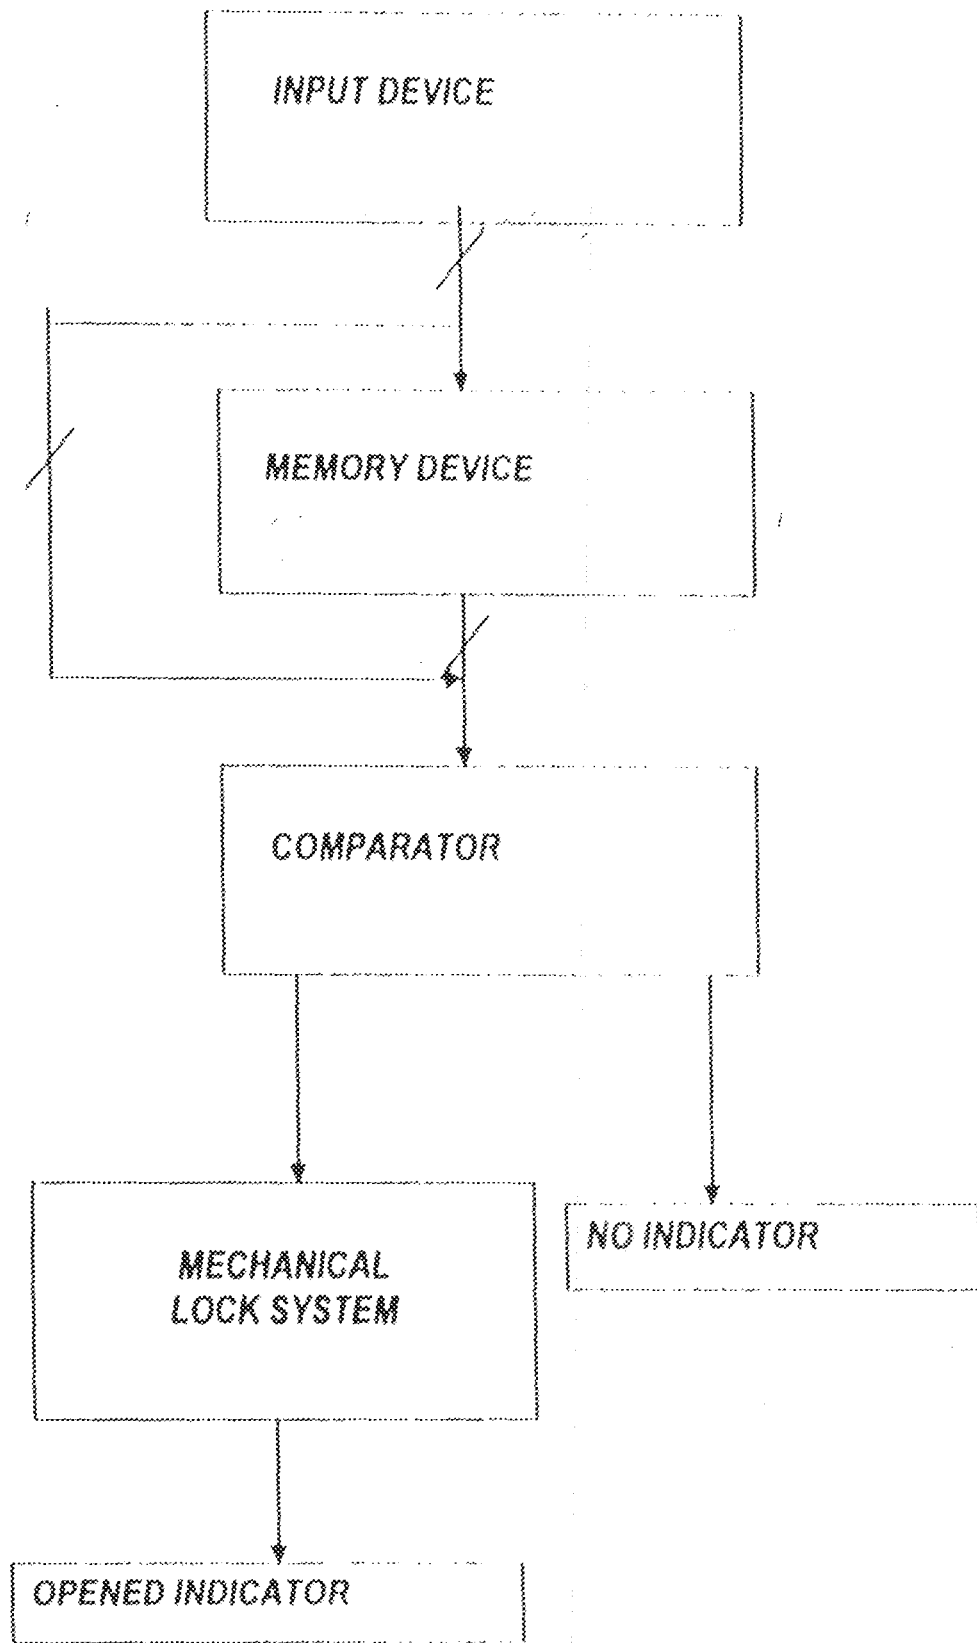 INPUT DEVICE
MEMORY DEVICE
COMPARATOR
MECHANICAL
LOCK SYSTEM
NO INDICATOR
OPENED INDICATOR